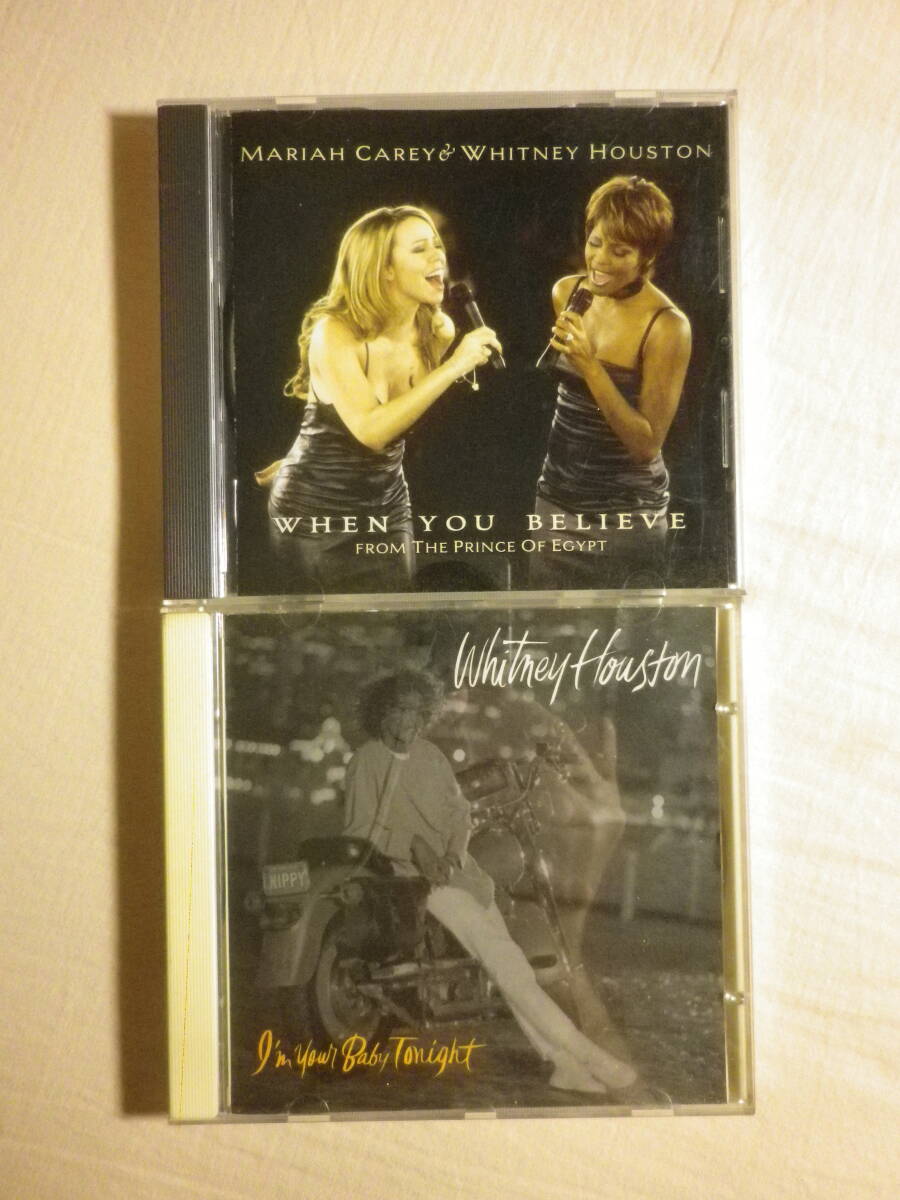 MARIAH CAREY & WHITNEY HOUSTON
WHEN YOU BELIEVE
FROM THE PRINCE OF EGYPT
Whitney Houston
NIPPY
I'm Your Baby Tonight